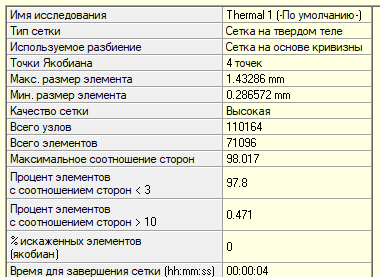 Имя исследования Thermal 1 (-По умолчанию-)
Тип сетки Сетка на твердом теле
Используемое разбиение Сетка на основе кривизны
Точки Якобиана 4 точек
Макс. размер элемента 1.43286 mm
Мин. размер элемента 0.286572 mm
Качество сетки Высокая
Всего узлов 110164
Всего элементов 71096
Максимальное соотношение сторон 98.017
Процент элементов
с соотношением сторон < 3 97.8
Процент элементов
с соотношением сторон > 10 0.471
% искаженных элементов
(якобиан) 0
Время для завершения сетки (hh:mm:ss) 00:00:04